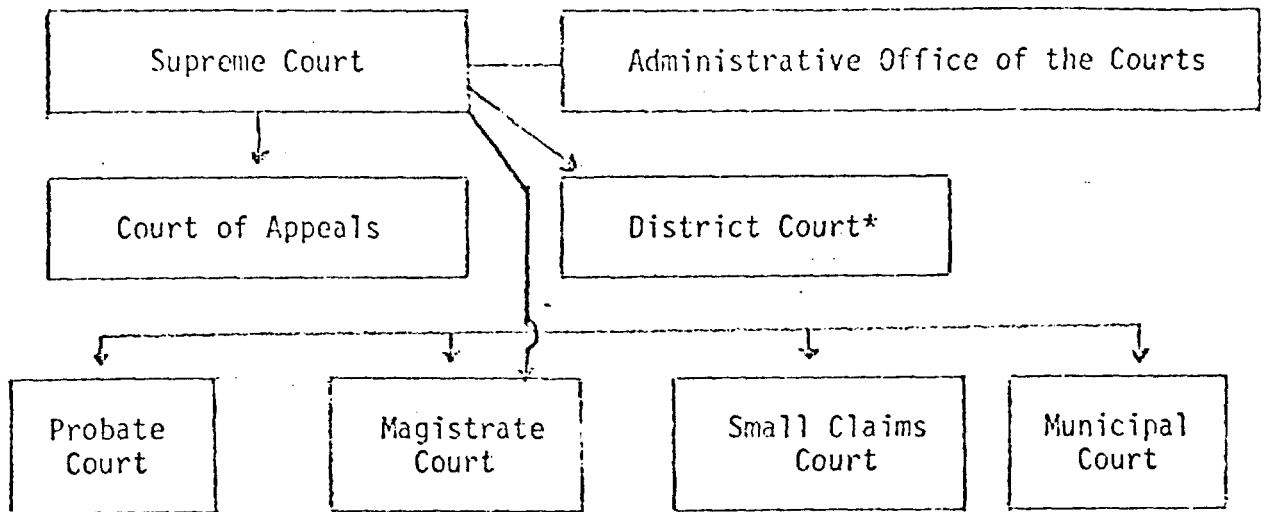 Supreme Court
Administrative Office of the Courts
Court of Appeals
District Court*
Probate
Court
Magistrate
Court
Small Claims
Court
Municipal
Court